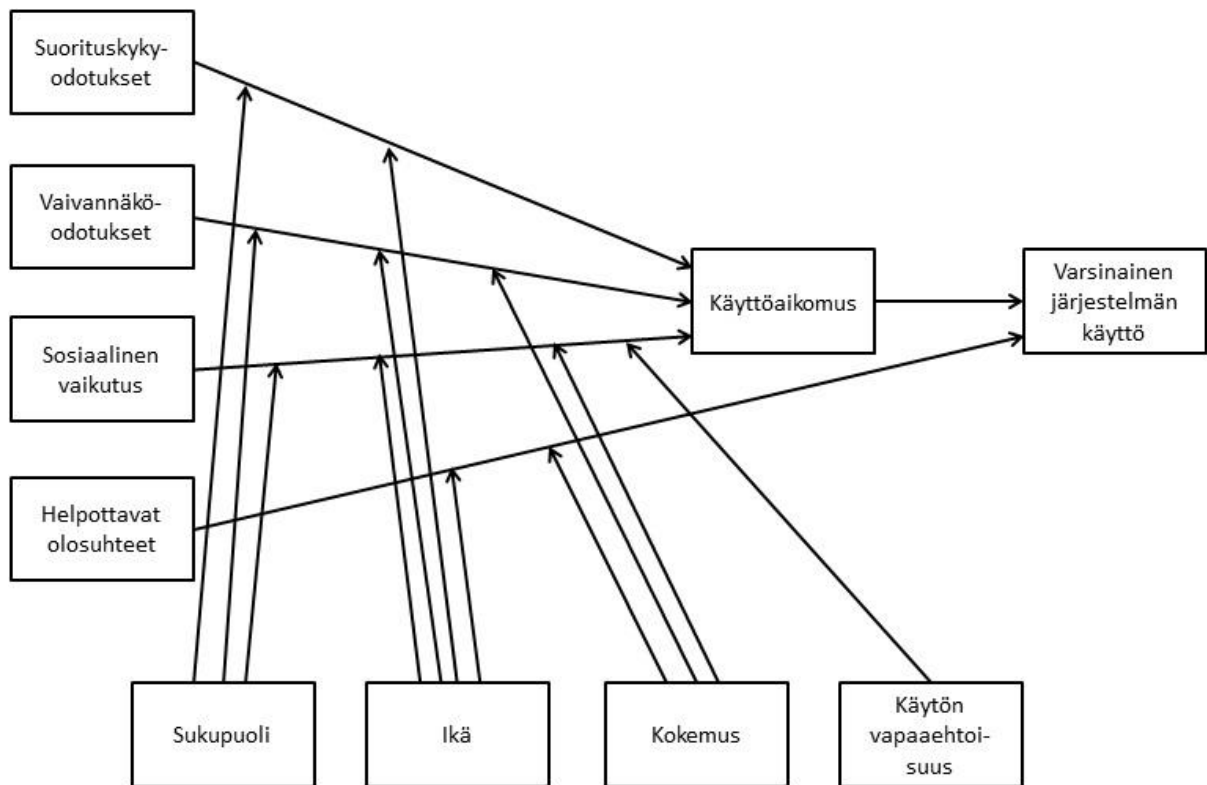 Suorituskyky-
odotukset
Vaivannäkö-
odotukset
Sosiaalinen
vaikutus
Helpottavat
olosuhteet
Käyttöaikomus
Varsinainen
järjestelmän
käyttö
Sukupuoli
Ikä
Kokemus
Käytön
vapaaehtoi-
suus